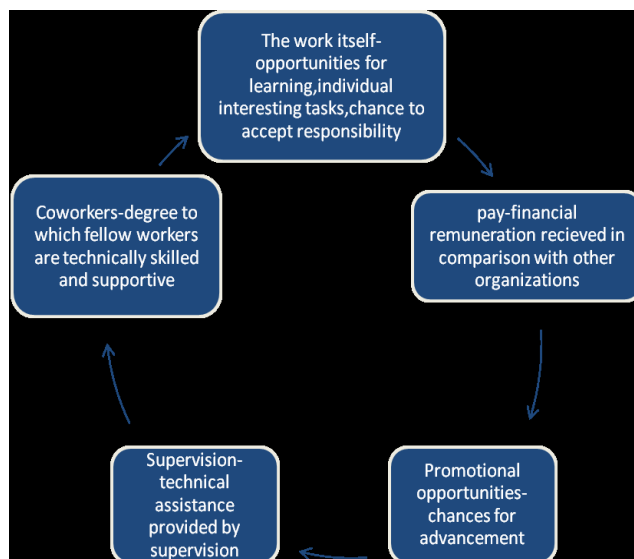 The work itself-
opportunities for
learning,individual
interesting tasks,chance to
accept responsibility
pay-financial
remuneration recieved in
comparison with other
organizations
Promotional
opportunities-
chances for
advancement
Supervision-
technical
assistance
provided by
supervision
Coworkers-degree to
which fellow workers
are technically skilled
and supportive